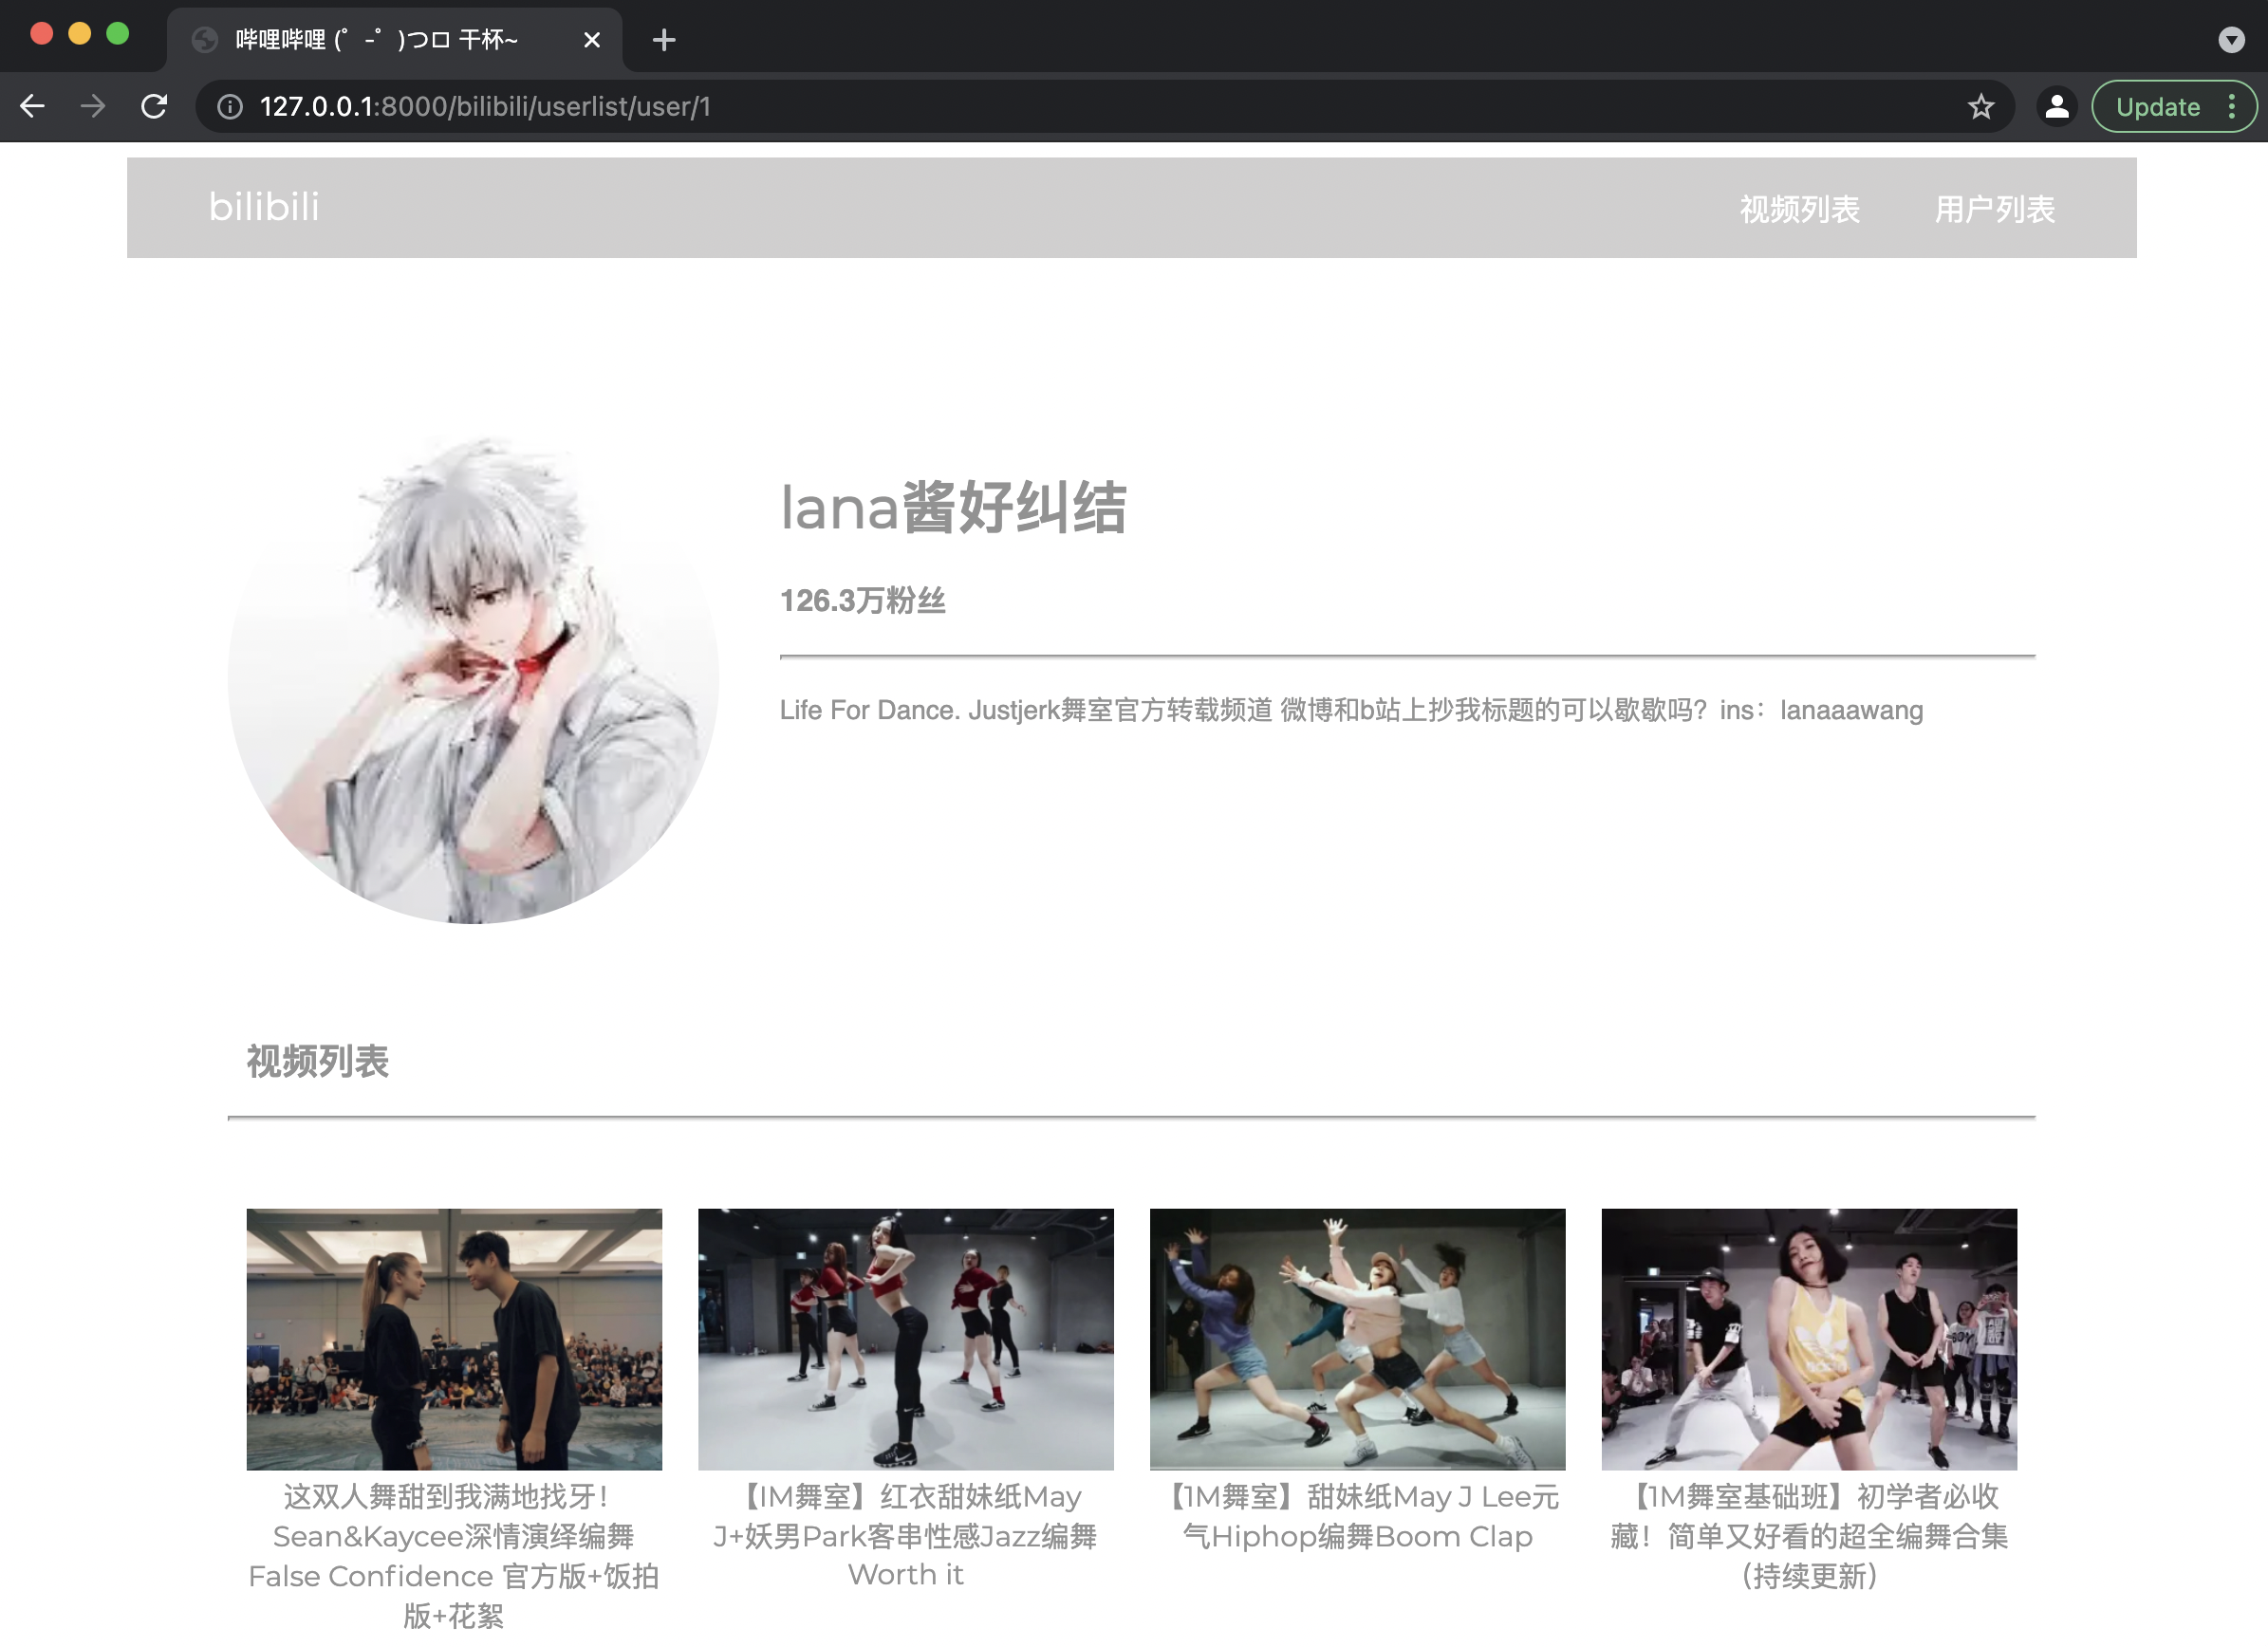 哔哩哔哩 (゜-゜)つロ 干杯~
127.0.0.1:8000/bilibili/userlist/user/1
Update
bilibili
视频列表
用户列表
lana酱好纠结
126.3万粉丝
Life For Dance. Justjerk舞室官方转载频道 微博和b站上抄我标题的可以歇歇吗？ins：lanaaawang
视频列表
这双人舞甜到我满地找牙！
Sean&Kaycee深情演绎编舞
False Confidence 官方版+饭拍
版+花絮
【IM舞室】红衣甜妹纸May
J+妖男Park客串性感Jazz编舞
Worth it
【1M舞室】甜妹纸May J Lee元
气Hiphop编舞Boom Clap
【1M舞室基础班】初学者必收
藏！简单又好看的超全编舞合集
（持续更新）